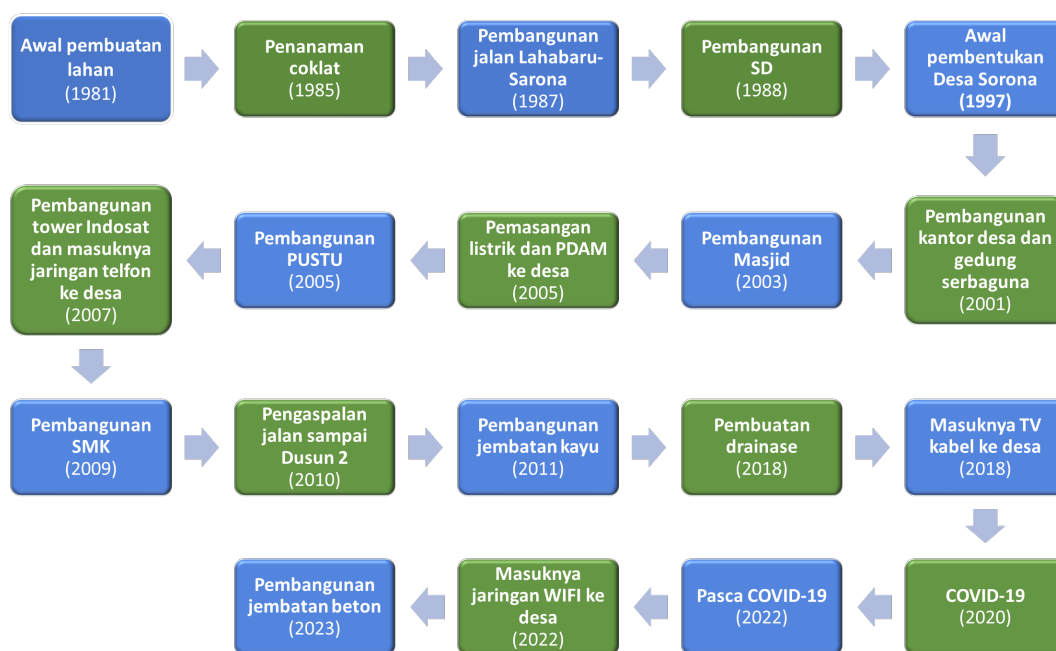 Awal pembuatan
lahan
(1981)
Penanaman
coklat
(1985)
Pembangunan
jalan Lahabaru-
Sarona
(1987)
Pembangunan
SD
(1988)
Awal
pembentukan
Desa Sorona
(1997)
Pembangunan
kantor desa dan
gedung
serbaguna
(2001)
Pembangunan
Masjid
(2003)
Pemasangan
listrik dan PDAM
ke desa
(2005)
Pembangunan
PUSTU
(2005)
Pembangunan
tower Indosat
dan masuknya
jaringan telfon
ke desa
(2007)
Pembangunan
SMK
(2009)
Pengaspalan
jalan sampai
Dusun 2
(2010)
Pembangunan
jembatan kayu
(2011)
Pembuatan
drainase
(2018)
Masuknya TV
kabel ke desa
(2018)
COVID-19
(2020)
Pasca COVID-19
(2022)
Masuknya
jaringan WIFI ke
desa
(2022)
Pembangunan
jembatan beton
(2023)